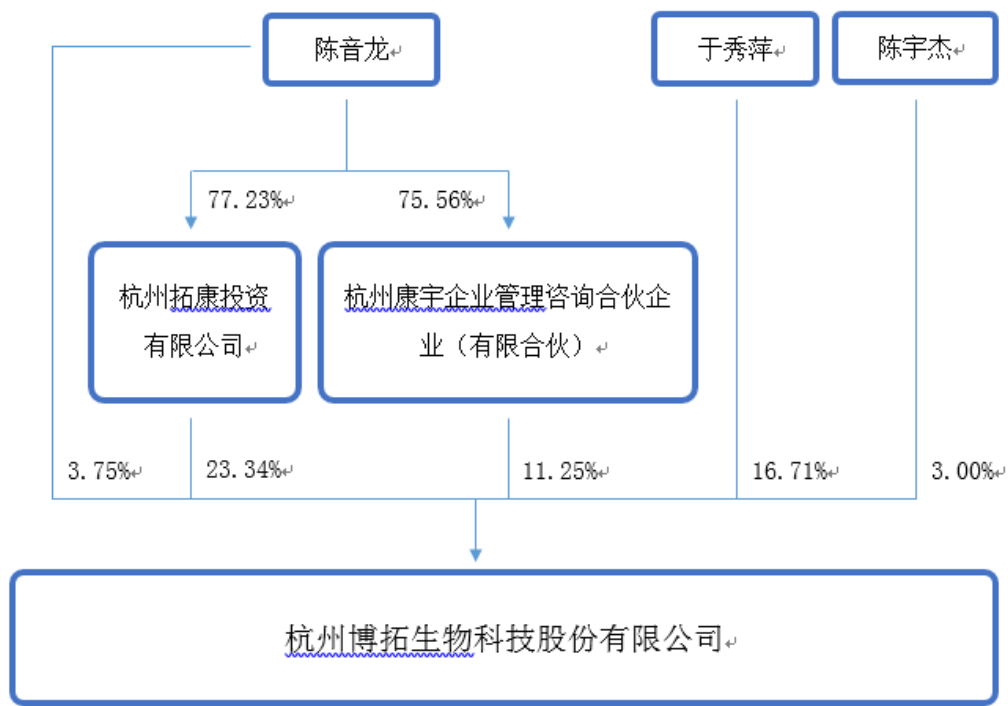 陈音龙
于秀萍
陈宇杰
77.23%
75.56%
杭州拓康投资
有限公司
杭州康宇企业管理咨询合伙企
业（有限合伙）
3.75%
23.34%
11.25%
16.71%
3.00%
杭州博拓生物科技股份有限公司